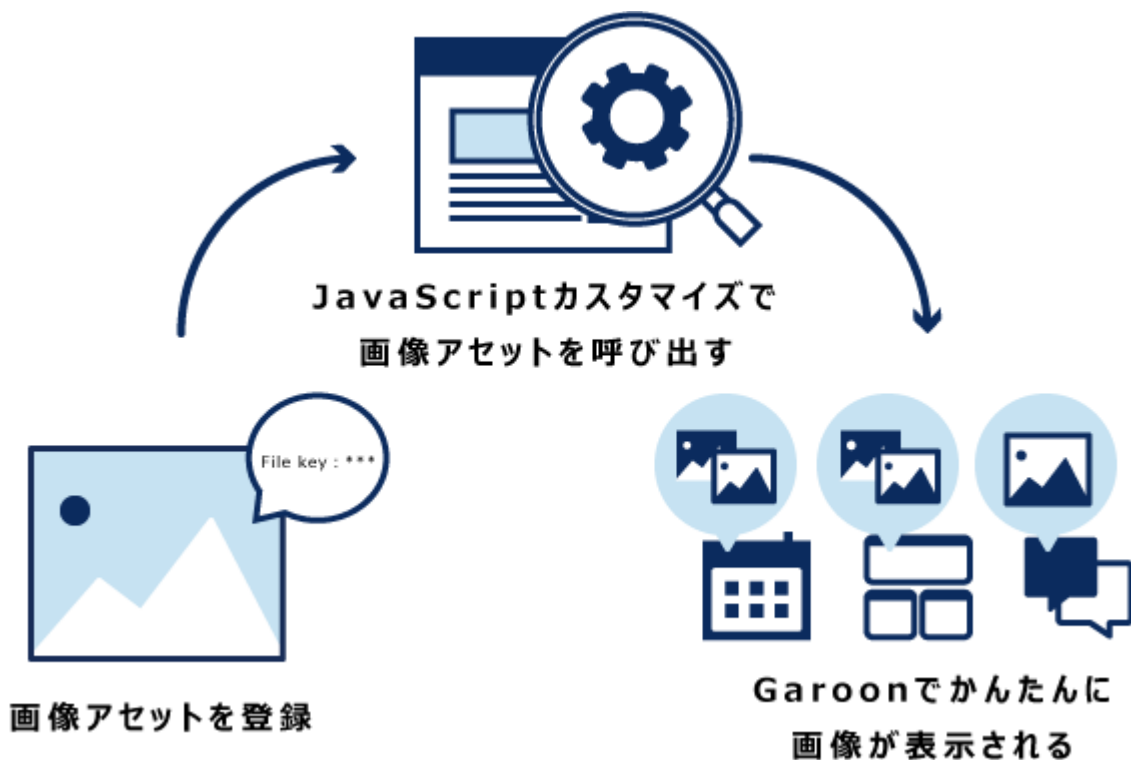 JavaScriptカスタマイズで
画像アセットを呼び出す
File key : ***
画像アセットを登録
Garoonでかんたんに
画像が表示される